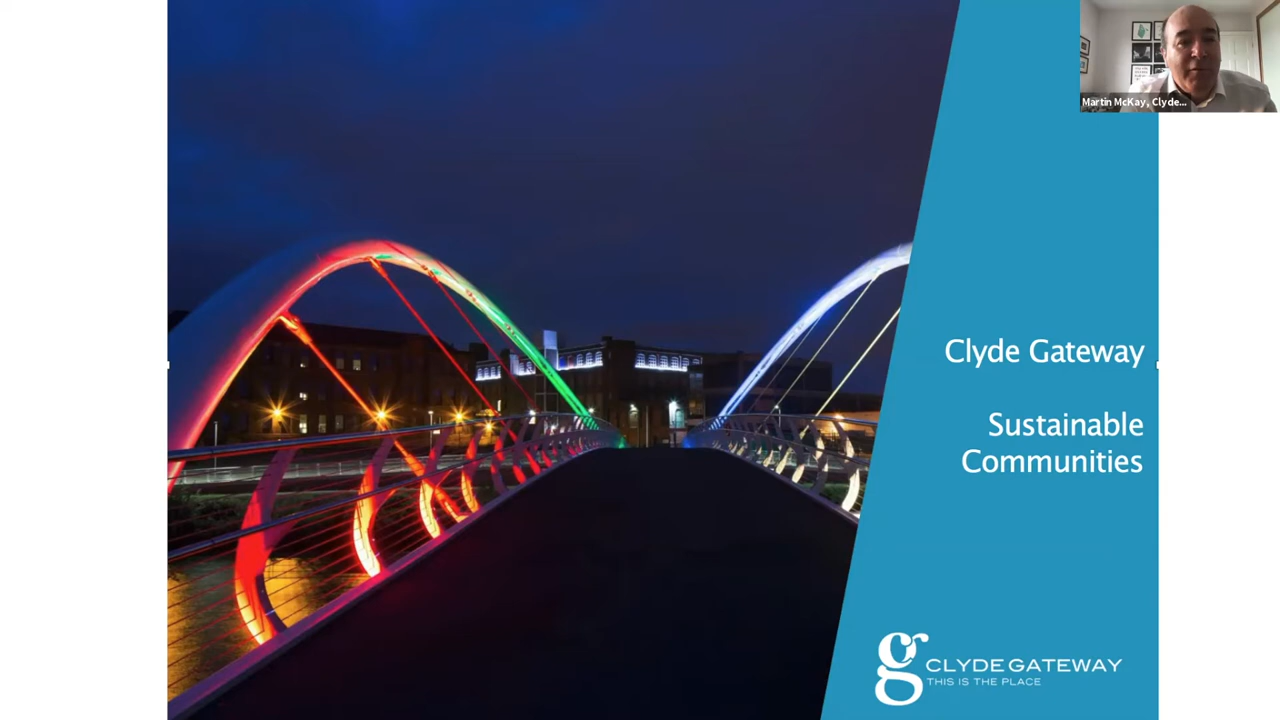 Martin McKay, Clyde...
Clyde Gateway
Sustainable
Communities
CLYDE GATEWAY
THIS IS THE PLACE